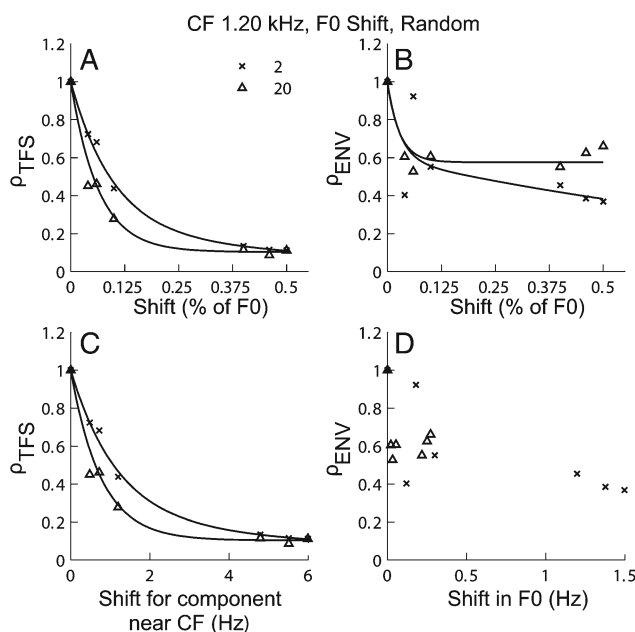 CF 1.20 kHz, F0 Shift, Random
A
2
20
ρTFS
1.2
1
0.8
0.6
0.4
0.2
0
0 0.125 0.25 0.375 0.5
Shift (% of F0)
B
ρENV
1.2
1
0.8
0.6
0.4
0.2
0
0 0.125 0.25 0.375 0.5
Shift (% of F0)
C
ρTFS
1.2
1
0.8
0.6
0.4
0.2
0
0 2 4 6
Shift for component
near CF (Hz)
D
ρENV
1.2
1
0.8
0.6
0.4
0.2
0
0 0.5 1 1.5
Shift in F0 (Hz)